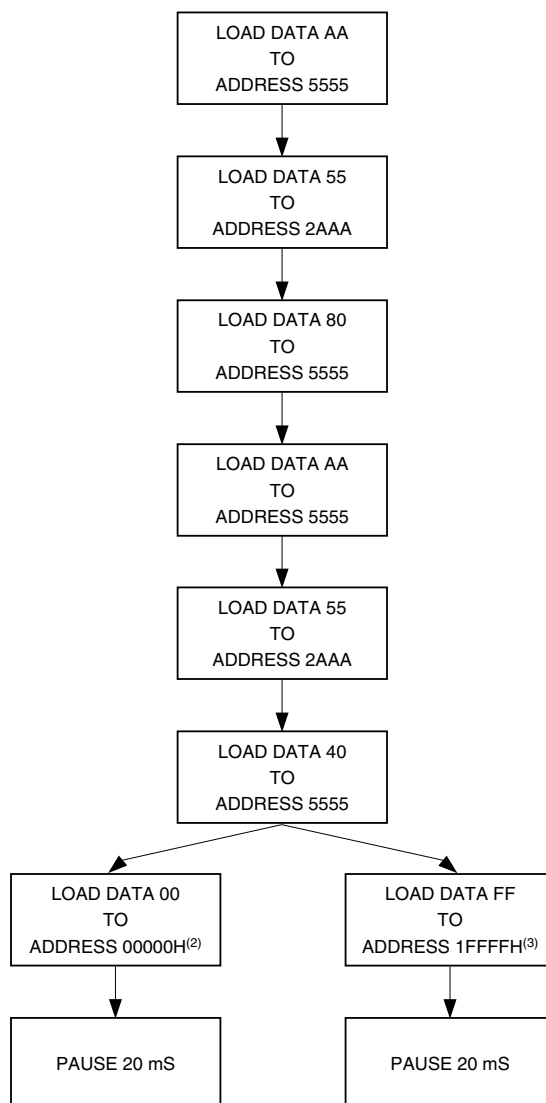 LOAD DATA AA
TO
ADDRESS 5555
LOAD DATA 55
TO
ADDRESS 2AAA
LOAD DATA 80
TO
ADDRESS 5555
LOAD DATA AA
TO
ADDRESS 5555
LOAD DATA 55
TO
ADDRESS 2AAA
LOAD DATA 40
TO
ADDRESS 5555
LOAD DATA 00
TO
ADDRESS 00000H(2)
PAUSE 20 mS
LOAD DATA FF
TO
ADDRESS 1FFFFH(3)
PAUSE 20 mS